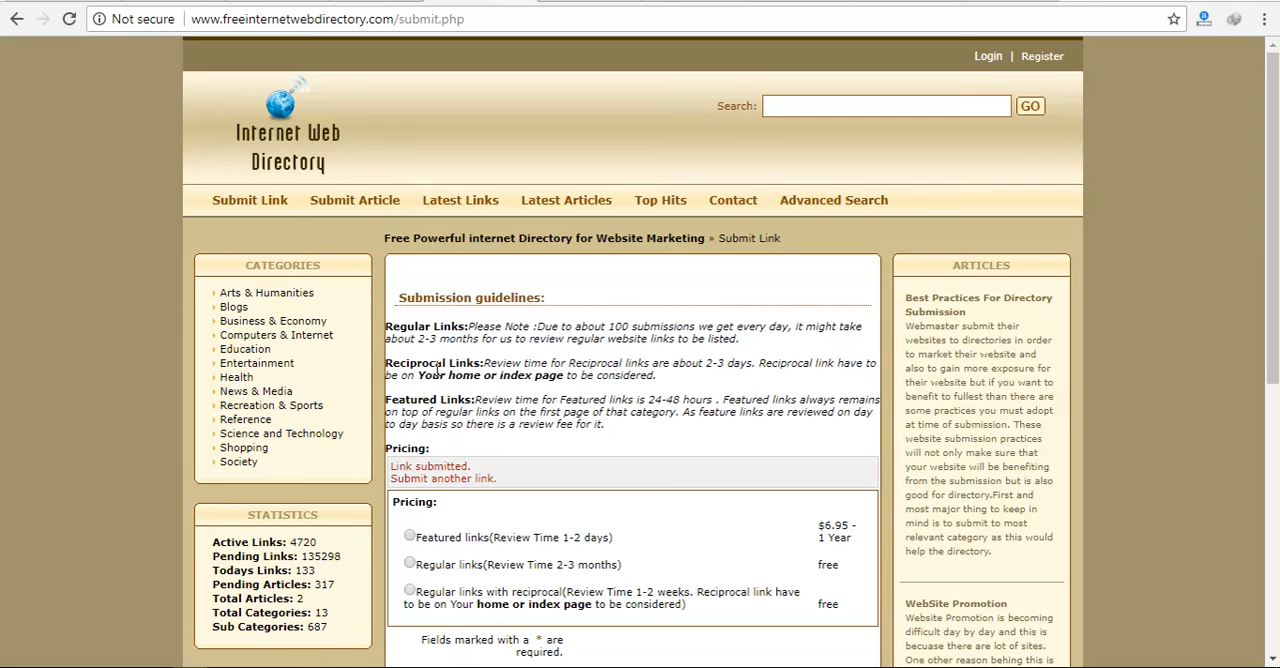 Not secure | www.freeinternetwebdirectory.com/submit.php
Login | Register
Internet Web
Directory
Search:
GO
Submit Link
Submit Article
Latest Links
Latest Articles
Top Hits
Contact
Advanced Search
Free Powerful internet Directory for Website Marketing » Submit Link
CATEGORIES
Arts & Humanities
Blogs
Business & Economy
Computers & Internet
Education
Entertainment
Health
News & Media
Recreation & Sports
Reference
Science and Technology
Shopping
Society
STATISTICS
Active Links: 4720
Pending Links: 135298
Todays Links: 133
Pending Articles: 317
Total Articles: 2
Total Categories: 13
Sub Categories: 687
Submission guidelines:
Regular Links:Please Note :Due to about 100 submissions we get every day, it might take
about 2-3 months for us to review regular website links to be listed.
Reciprocal Links:Review time for Reciprocal links are about 2-3 days. Reciprocal link have to
be on Your home or index page to be considered.
Featured Links:Review time for Featured links is 24-48 hours . Featured links always remains
on top of regular links on the first page of that category. As feature links are reviewed on day
to day basis so there is a review fee for it.
Pricing:
Link submitted.
Submit another link.
Pricing:
Featured links(Review Time 1-2 days)
$6.95 -
1 Year
Regular links(Review Time 2-3 months)
free
Regular links with reciprocal(Review Time 1-2 weeks. Reciprocal link have
to be on Your home or index page to be considered)
free
Fields marked with a * are
required.
ARTICLES
Best Practices For Directory
Submission
Webmaster submit their
websites to directories in order
to market their website and
also to gain more exposure for
their website but if you want to
benefit to fullest than there are
some practices you must adopt
at time of submission. These
website submission practices
will not only make sure that
your website will be benefiting
from the submission but is also
good for directory.First and
most major thing to keep in
mind is to submit to most
relevant category as this would
help the directory.
WebSite Promotion
Website Promotion is becoming
difficult day by day and this is
becuase there are lot of sites.
One other reason behing this is